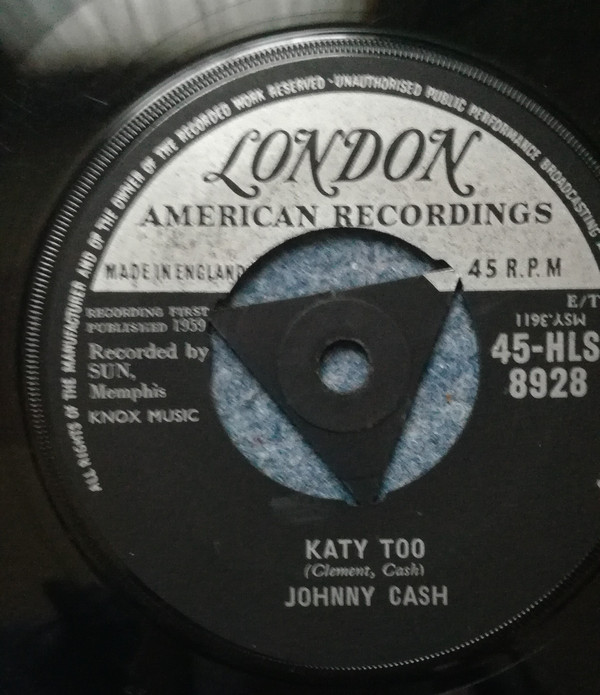 ALL RIGHTS OF THE MANUFACTURER AND OF THE OWNER OF THE RECORDED WORK RESERVED · UNAUTHORISED PUBLIC PERFORMANCE BROADCASTING
LONDON
AMERICAN RECORDINGS
MADE IN ENGLAND
45 R.P.M
E/T
RECORDING FIRST
PUBLISHED 1959
MSY.3611
Recorded by
SUN,
Memphis
45-HLS
8928
KNOX MUSIC
KATY TOO
(Clement, Cash)
JOHNNY CASH